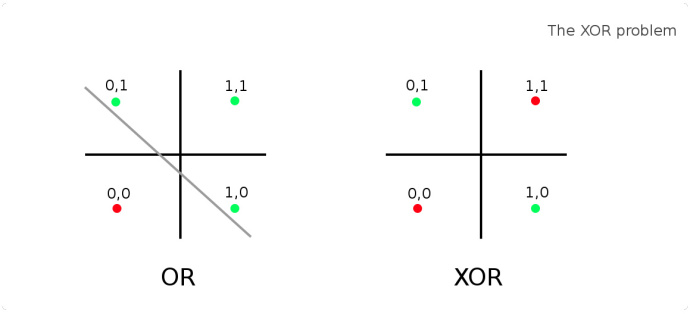 The XOR problem
0,1
1,1
0,0
1,0
OR
0,1
1,1
0,0
1,0
XOR